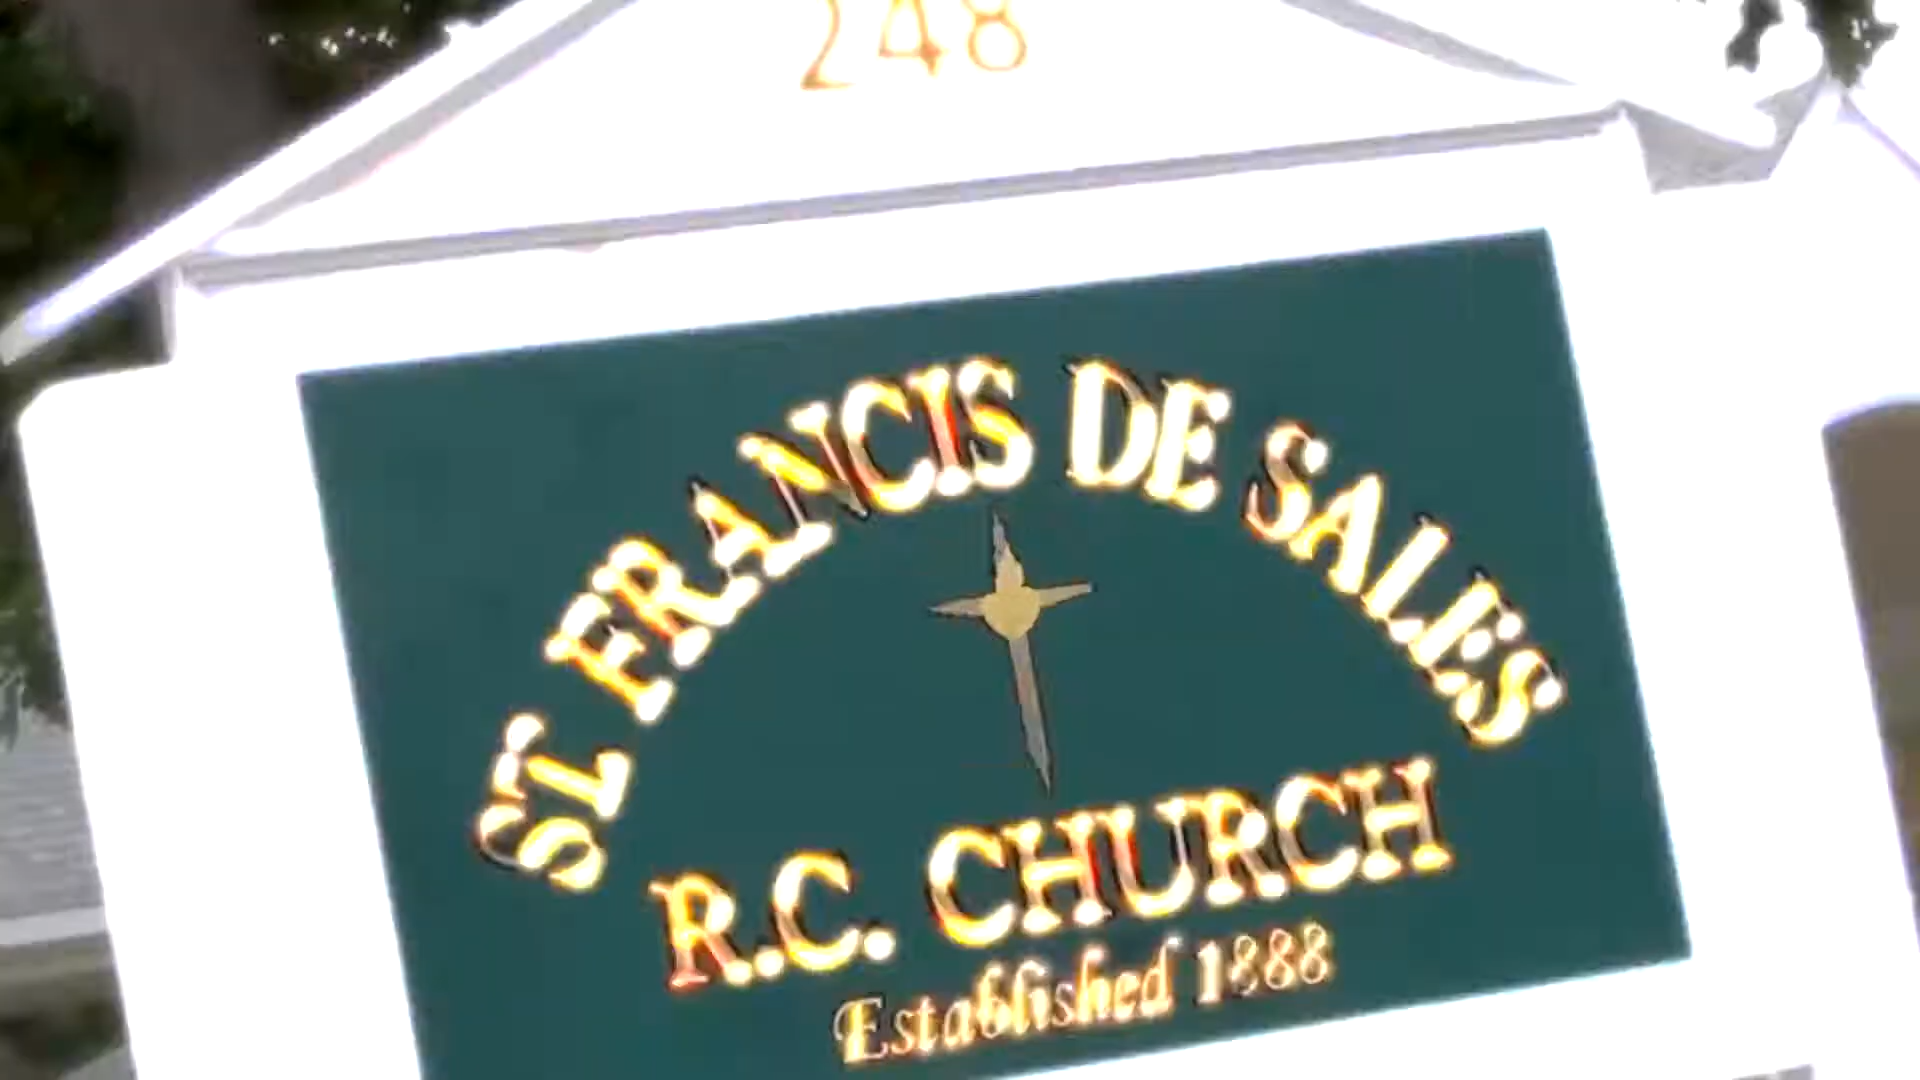 248
ST FRANCIS DE SALES
R.C. CHURCH
Established 1888